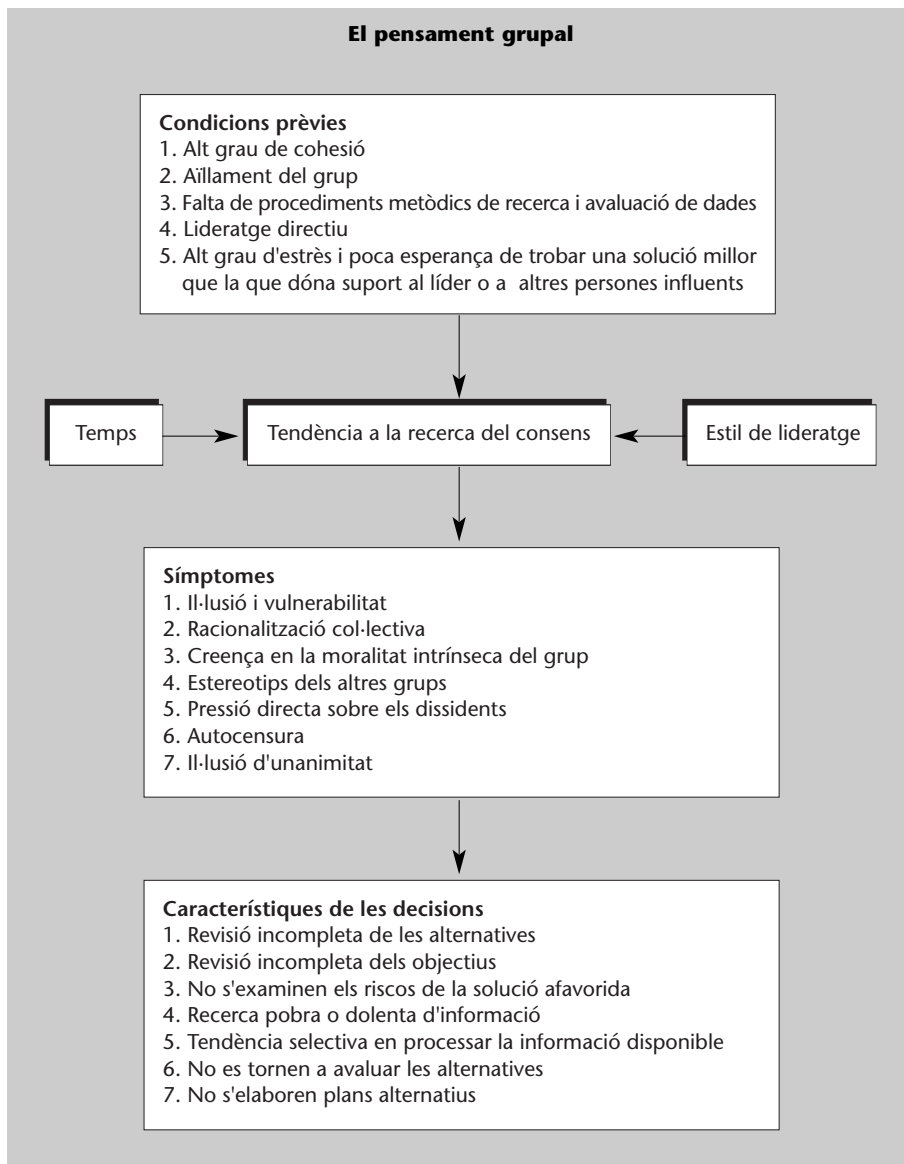 El pensament grupal
Condicions prèvies
1. Alt grau de cohesió
2. Aïllament del grup
3. Falta de procediments metòdics de recerca i avaluació de dades
4. Lideratge directiu
5. Alt grau d'estrès i poca esperança de trobar una solució millor
que la que dóna suport al líder o a altres persones influents
Temps
Tendència a la recerca del consens
Estil de lideratge
Símptomes
1. Il·lusió i vulnerabilitat
2. Racionalització col·lectiva
3. Creença en la moralitat intrínseca del grup
4. Estereotips dels altres grups
5. Pressió directa sobre els dissidents
6. Autocensura
7. Il·lusió d'unanimitat
Característiques de les decisions
1. Revisió incompleta de les alternatives
2. Revisió incompleta dels objectius
3. No s'examinen els riscos de la solució afavorida
4. Recerca pobra o dolenta d'informació
5. Tendència selectiva en processar la informació disponible
6. No es tornen a avaluar les alternatives
7. No s'elaboren plans alternatius